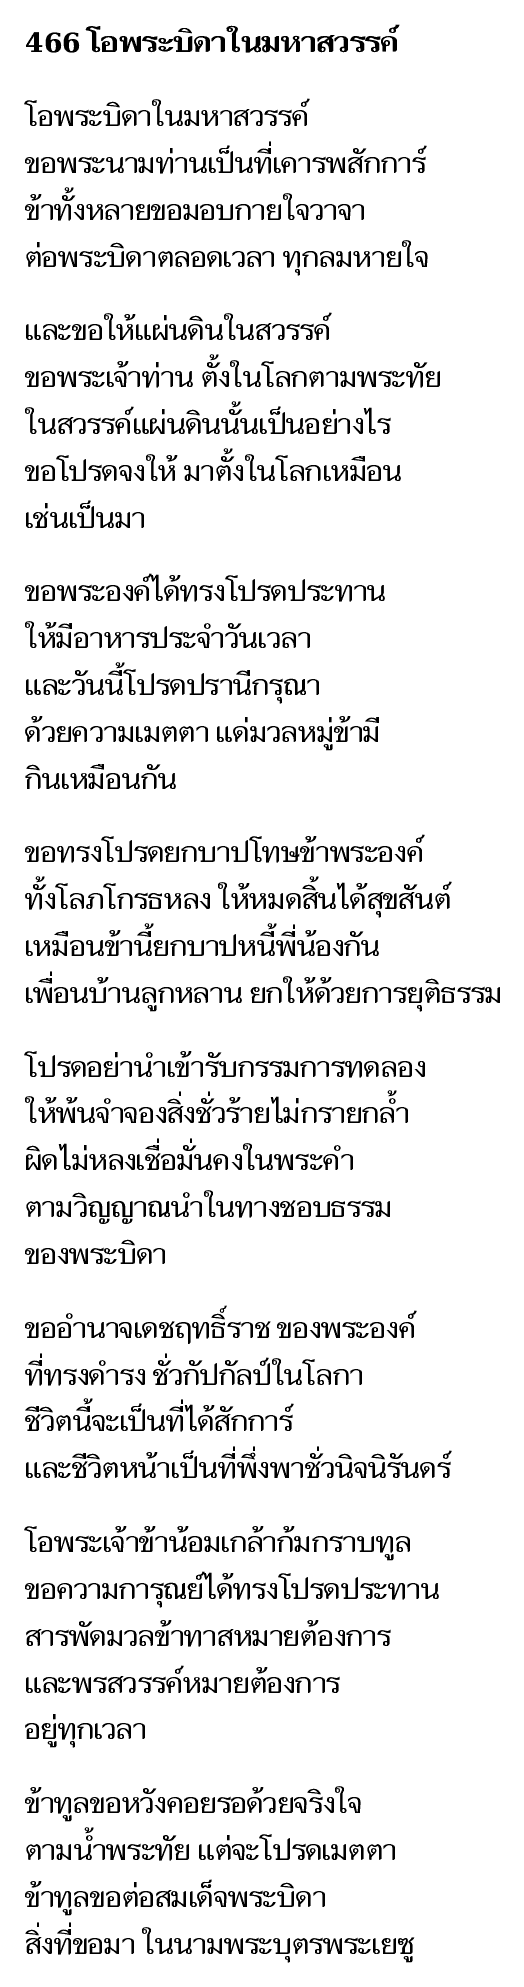 466 โอพระบิดาในมหาสวรรค์
โอพระบิดาในมหาสวรรค์
ขอพระนามท่านเป็นที่เคารพสักการ์
ข้าทั้งหลายขอมอบกายใจวาจา
ต่อพระบิดาตลอดเวลา ทุกลมหายใจ
และขอให้แผ่นดินในสวรรค์
ขอพระเจ้าท่าน ตั้งในโลกตามพระทัย
ในสวรรค์แผ่นดินนั้นเป็นอย่างไร
ขอโปรดจงให้ มาตั้งในโลกเหมือน
เช่นเป็นมา
ขอพระองค์ได้ทรงโปรดประทาน
ให้มีอาหารประจำวันเวลา
และวันนี้โปรดปรานีกรุณา
ด้วยความเมตตา แด่มวลหมู่ข้ามี
กินเหมือนกัน
ขอทรงโปรดยกบาปโทษข้าพระองค์
ทั้งโลภโกรธหลง ให้หมดสิ้นได้สุขสันต์
เหมือนข้านี้ยกบาปหนี้พี่น้องกัน
เพื่อนบ้านลูกหลาน ยกให้ด้วยการยุติธรรม
โปรดอย่านำเข้ารับกรรมการทดลอง
ให้พ้นจำจองสิ่งชั่วร้ายไม่กรายกล้ำ
ผิดไม่หลงเชื่อมั่นคงในพระคำ
ตามวิญญาณนำในทางชอบธรรม
ของพระบิดา
ขออำนาจเดชฤทธิ์ราช ของพระองค์
ที่ทรงดำรง ชั่วกัปกัลป์ในโลกา
ชีวิตนี้จะเป็นที่ได้สักการ์
และชีวิตหน้าเป็นที่พึ่งพาชั่วนิจนิรันดร์
โอพระเจ้าข้าน้อมเกล้าก้มกราบทูล
ขอความการุณย์ได้ทรงโปรดประทาน
สารพัดมวลข้าทาสหมายต้องการ
และพรสวรรค์หมายต้องการ
อยู่ทุกเวลา
ข้าทูลขอหวังคอยรอด้วยจริงใจ
ตามน้ำพระทัย แต่จะโปรดเมตตา
ข้าทูลขอต่อสมเด็จพระบิดา
สิ่งที่ขอมา ในนามพระบุตรพระเยซู